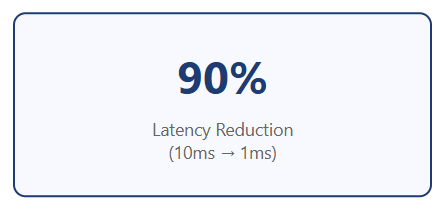 90%
Latency Reduction
(10ms → 1ms)